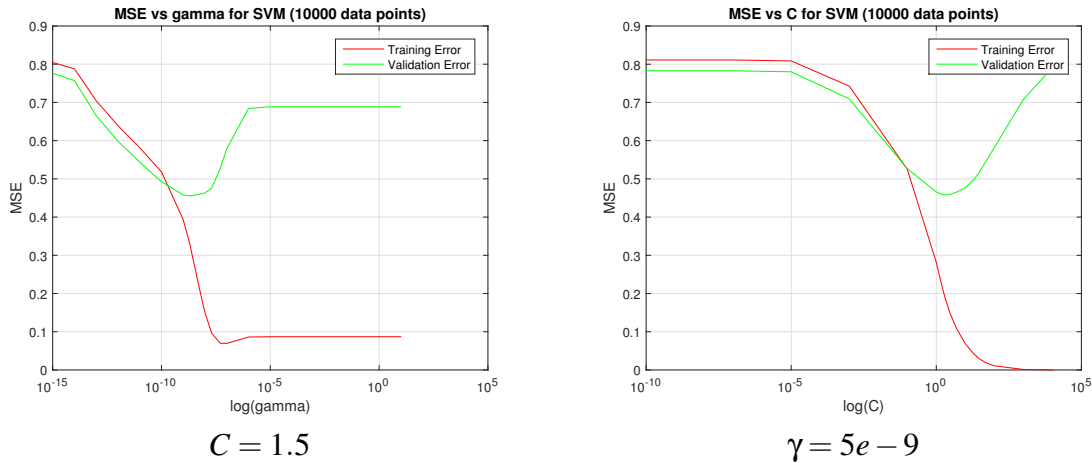 MSE vs gamma for SVM (10000 data points)
0.9
0.8
0.7
0.6
0.5
0.4
0.3
0.2
0.1
0
MSE
Training Error
Validation Error
10^-15
10^-10
10^-5
10^0
10^5
log(gamma)
C = 1.5
MSE vs C for SVM (10000 data points)
0.9
0.8
0.7
0.6
0.5
0.4
0.3
0.2
0.1
0
MSE
Training Error
Validation Error
10^-10
10^-5
10^0
10^5
log(C)
γ = 5e − 9